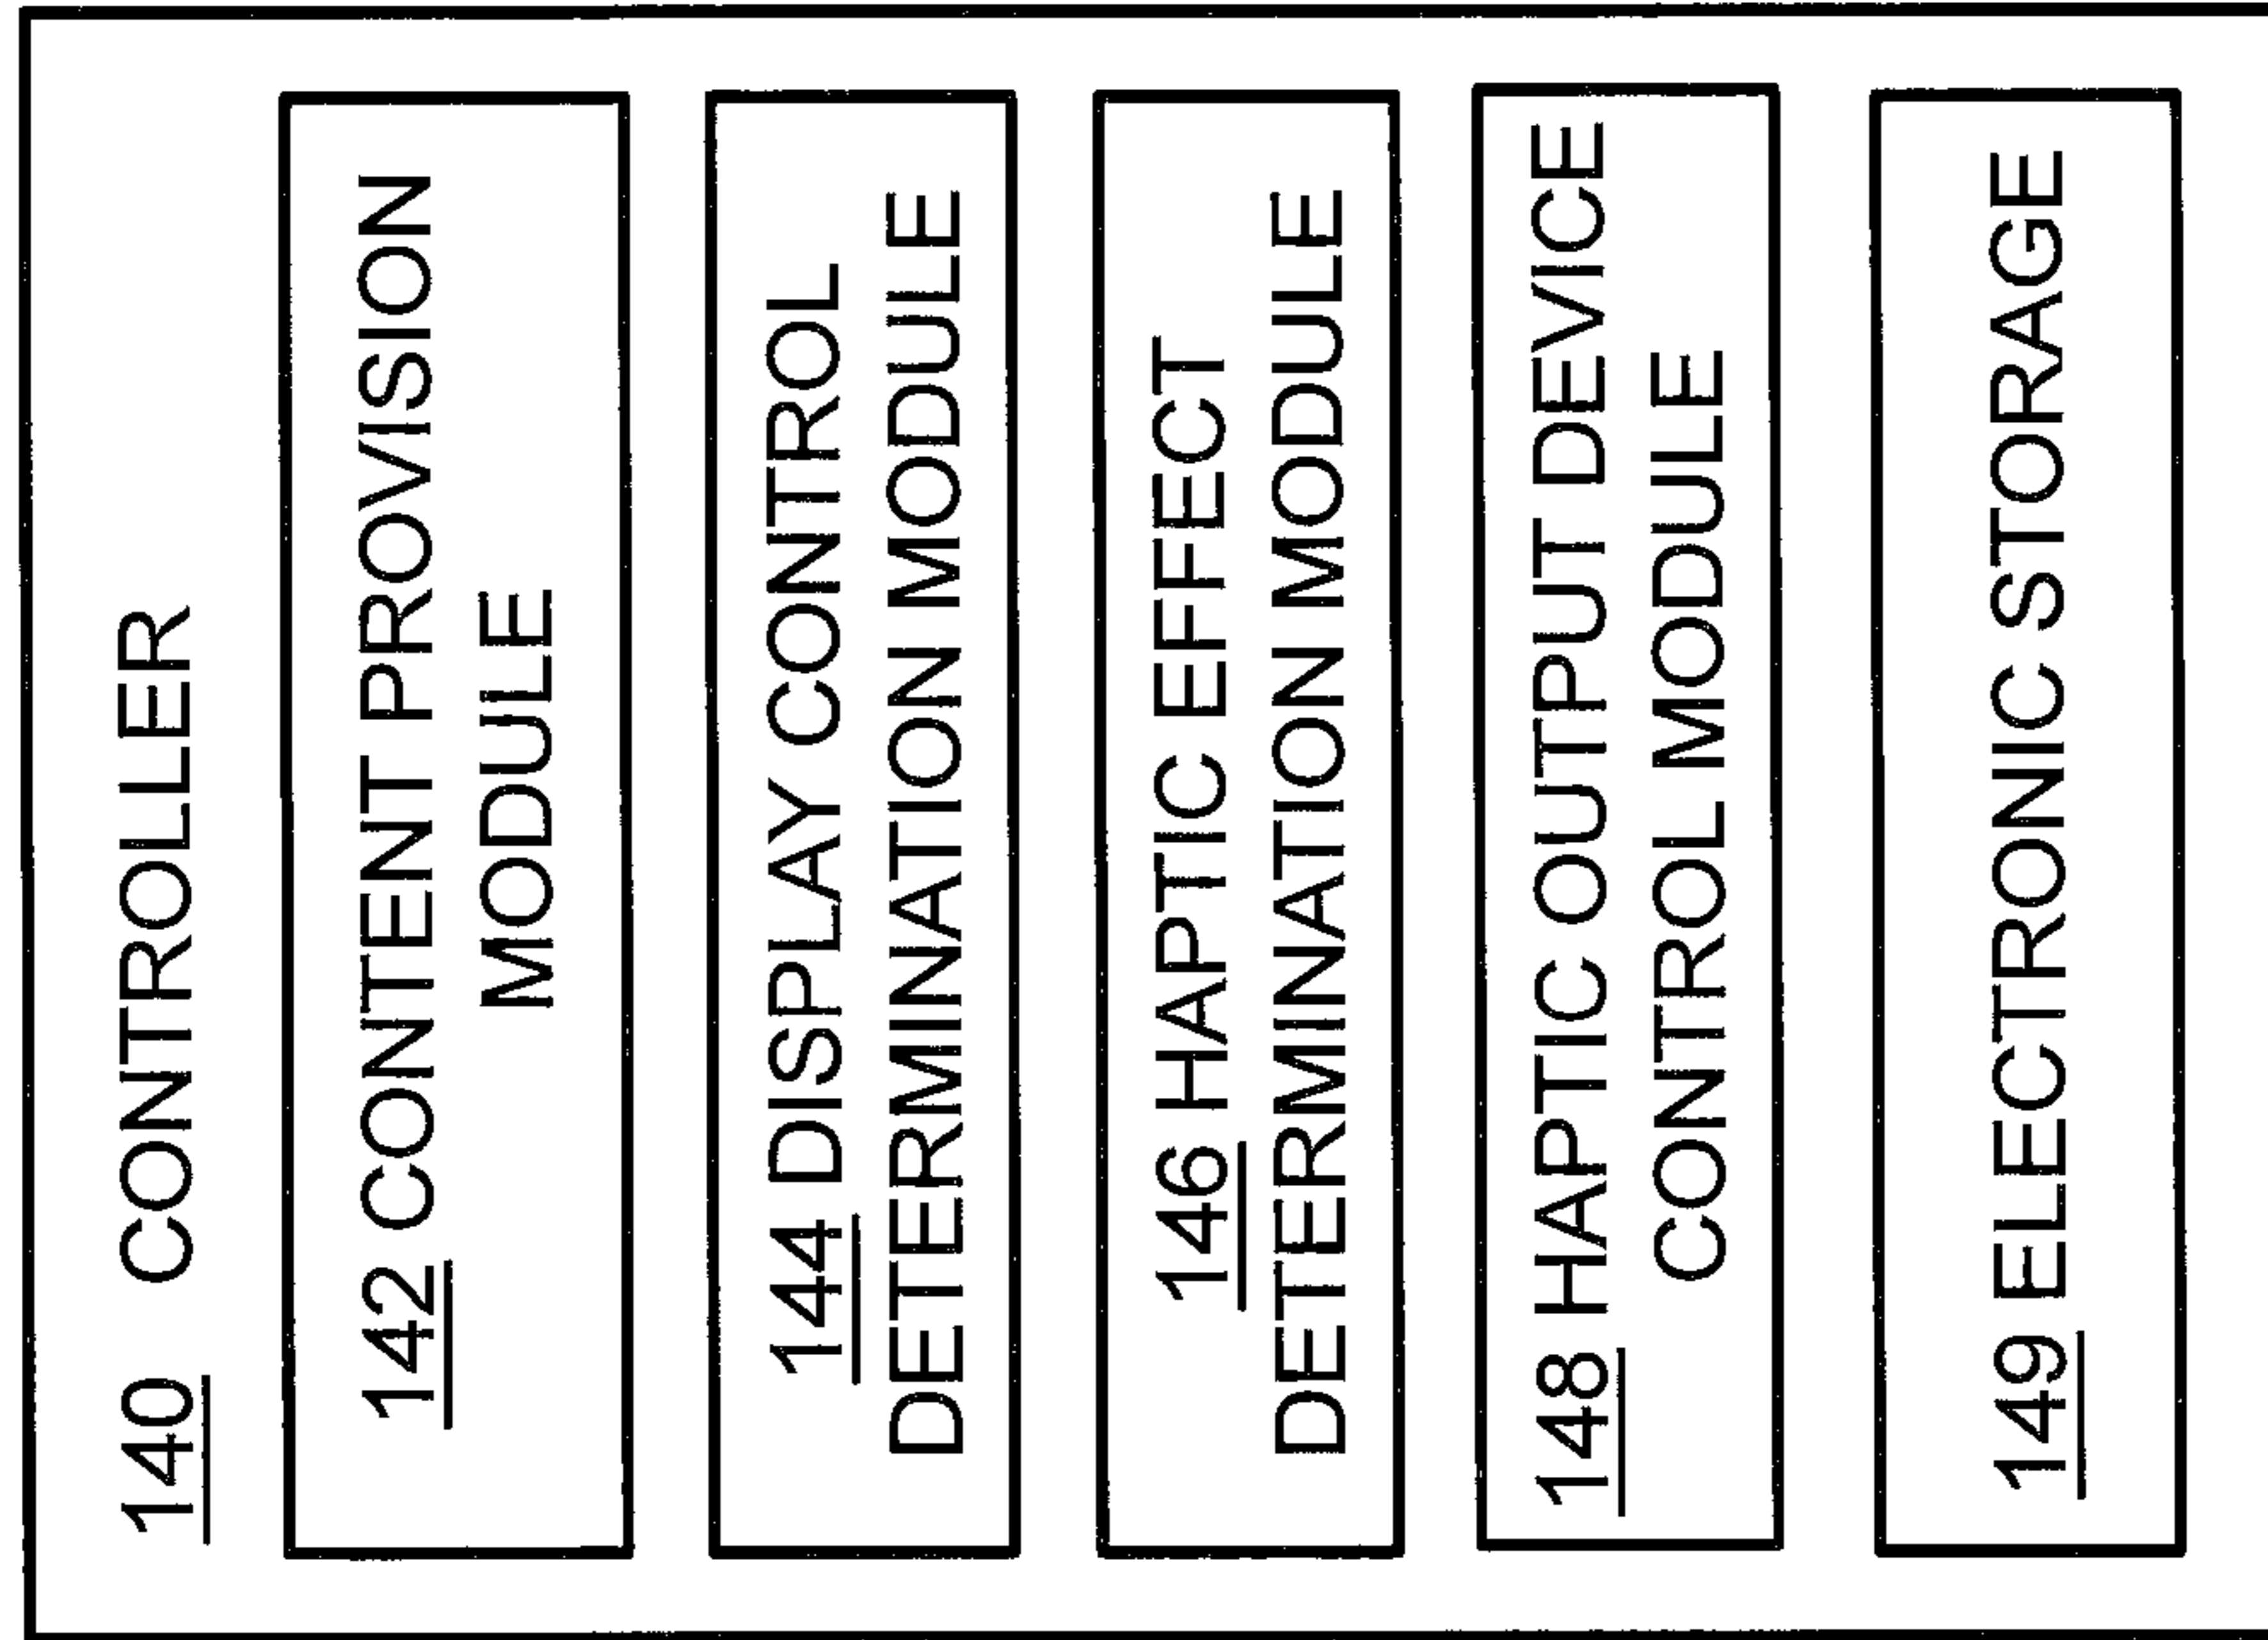 140 CONTROLLER
142 CONTENT PROVISION
MODULE
144 DISPLAY CONTROL
DETERMINATION MODULE
146 HAPTIC EFFECT
DETERMINATION MODULE
148 HAPTIC OUTPUT DEVICE
CONTROL MODULE
149 ELECTRONIC STORAGE